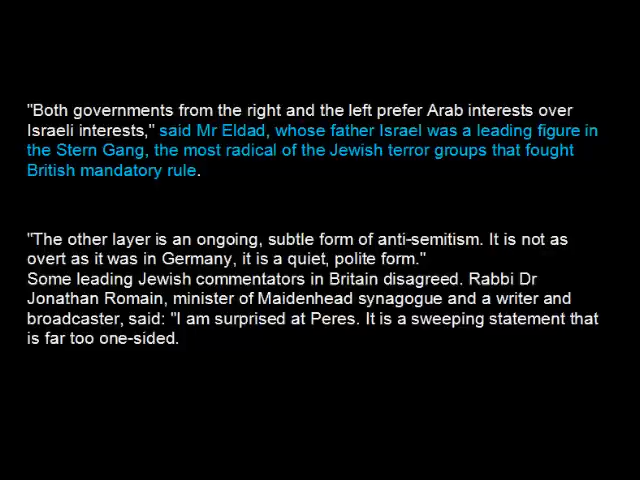 "Both governments from the right and the left prefer Arab interests over
Israeli interests," said Mr Eldad, whose father Israel was a leading figure in
the Stern Gang, the most radical of the Jewish terror groups that fought
British mandatory rule.
"The other layer is an ongoing, subtle form of anti-semitism. It is not as
overt as it was in Germany, it is a quiet, polite form."
Some leading Jewish commentators in Britain disagreed. Rabbi Dr
Jonathan Romain, minister of Maidenhead synagogue and a writer and
broadcaster, said: "I am surprised at Peres. It is a sweeping statement that
is far too one-sided.